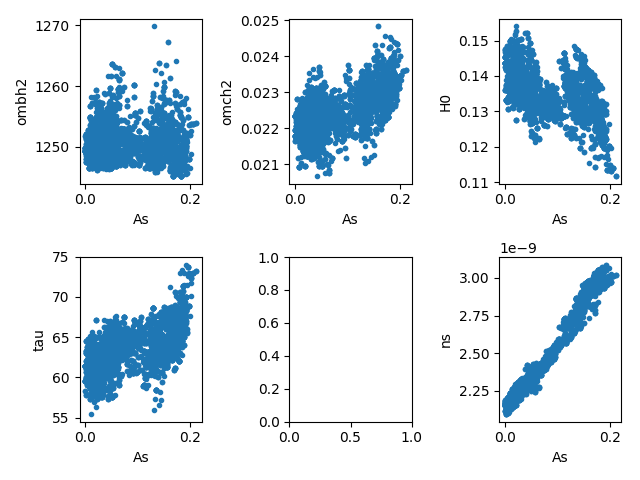 1270
1260
1250
ombh2
0.0 0.2
As
0.025
0.024
0.023
0.022
0.021
omch2
0.0 0.2
As
0.15
0.14
0.13
0.12
0.11
H0
0.0 0.2
As
75
70
65
60
55
tau
0.0 0.2
As
1.0
0.8
0.6
0.4
0.2
0.0
0.0 0.5 1.0
1e−9
3.00
2.75
2.50
2.25
ns
0.0 0.2
As